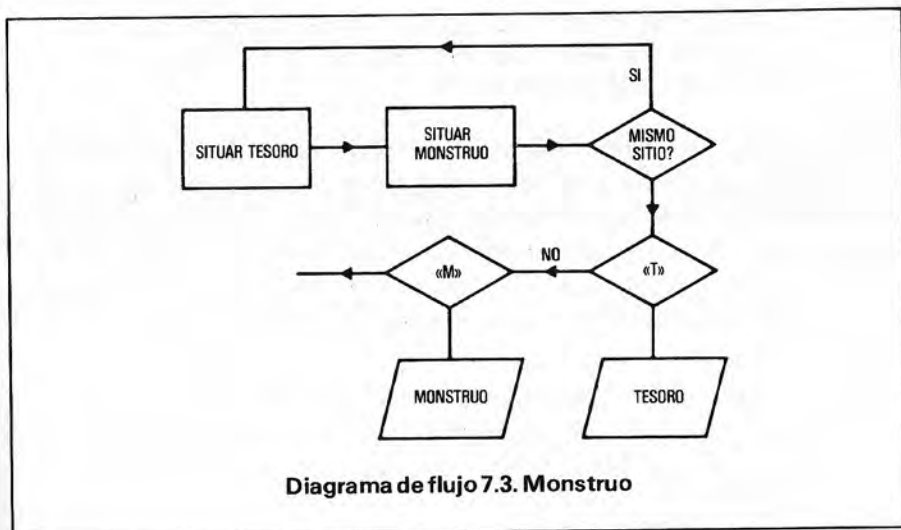 SI
SITUAR TESORO
SITUAR
MONSTRUO
MISMO
SITIO?
«M»
NO
«T»
MONSTRUO
TESORO
Diagrama de flujo 7.3. Monstruo